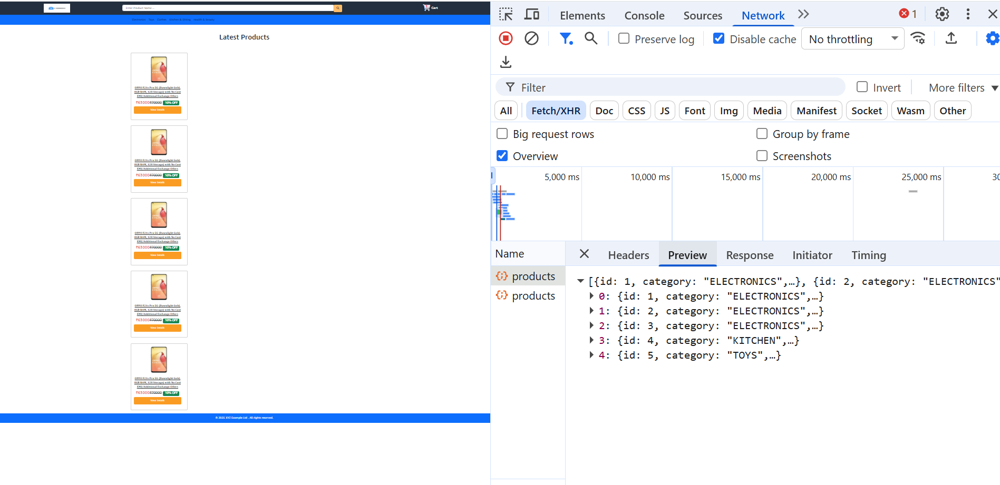 Enter Product Name ...
1
Cart
Electronics Toys Clothes Kitchen & Dining Health & Beauty
Latest Products
OPPO F21s Pro 5G (Dawnlight Gold,
8GB RAM, 128 Storage) with No Cost
EMI/Additional Exchange Offers
₹63000₹70000 10% OFF
View Details
OPPO F21s Pro 5G (Dawnlight Gold,
8GB RAM, 128 Storage) with No Cost
EMI/Additional Exchange Offers
₹63000₹70000 10% OFF
View Details
OPPO F21s Pro 5G (Dawnlight Gold,
8GB RAM, 128 Storage) with No Cost
EMI/Additional Exchange Offers
₹63000₹70000 10% OFF
View Details
OPPO F21s Pro 5G (Dawnlight Gold,
8GB RAM, 128 Storage) with No Cost
EMI/Additional Exchange Offers
₹63000₹70000 10% OFF
View Details
OPPO F21s Pro 5G (Dawnlight Gold,
8GB RAM, 128 Storage) with No Cost
EMI/Additional Exchange Offers
₹63000₹70000 10% OFF
View Details
© 2025 XYZ Example Ltd . All rights reserved.
Elements Console Sources Network 1
Preserve log Disable cache No throttling
Filter Invert More filters
All Fetch/XHR Doc CSS JS Font Img Media Manifest Socket Wasm Other
Big request rows Group by frame
Overview Screenshots
5,000 ms 10,000 ms 15,000 ms 20,000 ms 25,000 ms 30
Name Headers Preview Response Initiator Timing
products
products
[{id: 1, category: "ELECTRONICS",…}, {id: 2, category: "ELECTRONICS"
0: {id: 1, category: "ELECTRONICS",…}
1: {id: 2, category: "ELECTRONICS",…}
2: {id: 3, category: "ELECTRONICS",…}
3: {id: 4, category: "KITCHEN",…}
4: {id: 5, category: "TOYS",…}